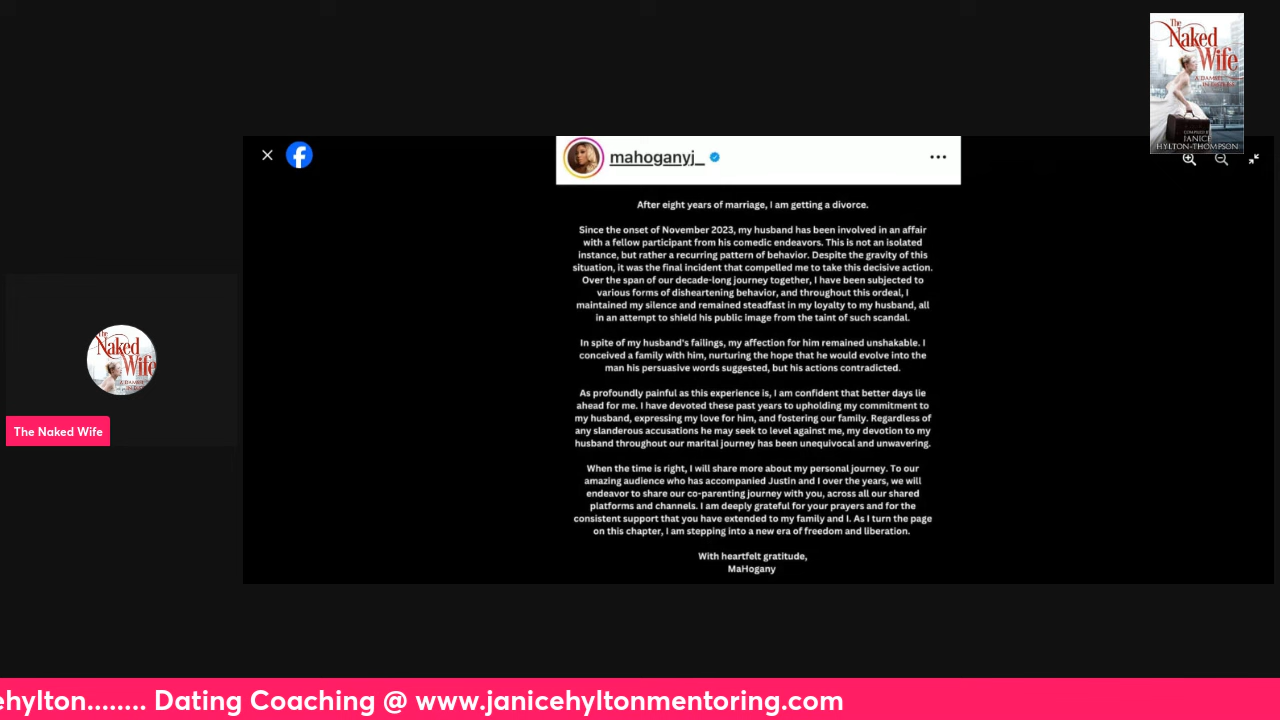 The
Naked
Wife
A DAMSEL
IN DISTRESS
COMPILED BY
JANICE
HYLTON-THOMPSON
mahoganyj_
After eight years of marriage, I am getting a divorce.
Since the onset of November 2023, my husband has been involved in an affair
with a fellow participant from his comedic endeavors. This is not an isolated
instance, but rather a recurring pattern of behavior. Despite the gravity of this
situation, it was the final incident that compelled me to take this decisive action.
Over the span of our decade-long journey together, I have been subjected to
various forms of disheartening behavior, and throughout this ordeal, I
maintained my silence and remained steadfast in my loyalty to my husband, all
in an attempt to shield his public image from the taint of such scandal.
In spite of my husband's failings, my affection for him remained unshakable. I
conceived a family with him, nurturing the hope that he would evolve into the
man his persuasive words suggested, but his actions contradicted.
As profoundly painful as this experience is, I am confident that better days lie
ahead for me. I have devoted these past years to upholding my commitment to
my husband, expressing my love for him, and fostering our family. Regardless of
any slanderous accusations he may seek to level against me, my devotion to my
husband throughout our marital journey has been unequivocal and unwavering.
When the time is right, I will share more about my personal journey. To our
amazing audience who has accompanied Justin and I over the years, we will
endeavor to share our co-parenting journey with you, across all our shared
platforms and channels. I am deeply grateful for your prayers and for the
consistent support that you have extended to my family and I. As I turn the page
on this chapter, I am stepping into a new era of freedom and liberation.
With heartfelt gratitude,
MaHogany
The
Naked
Wife
The Naked Wife
ehylton........ Dating Coaching @ www.janicehyltonmentoring.com